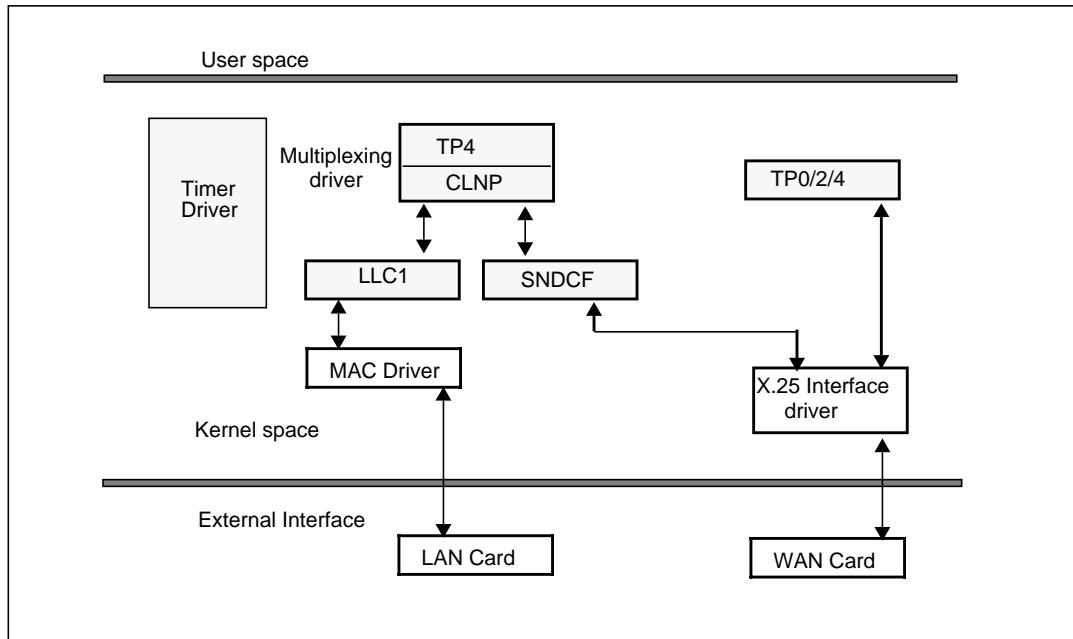 User space
TP4
Multiplexing
driver
CLNP
TP0/2/4
Timer
Driver
LLC1
SNDCF
MAC Driver
X.25 Interface
driver
Kernel space
External Interface
LAN Card
WAN Card